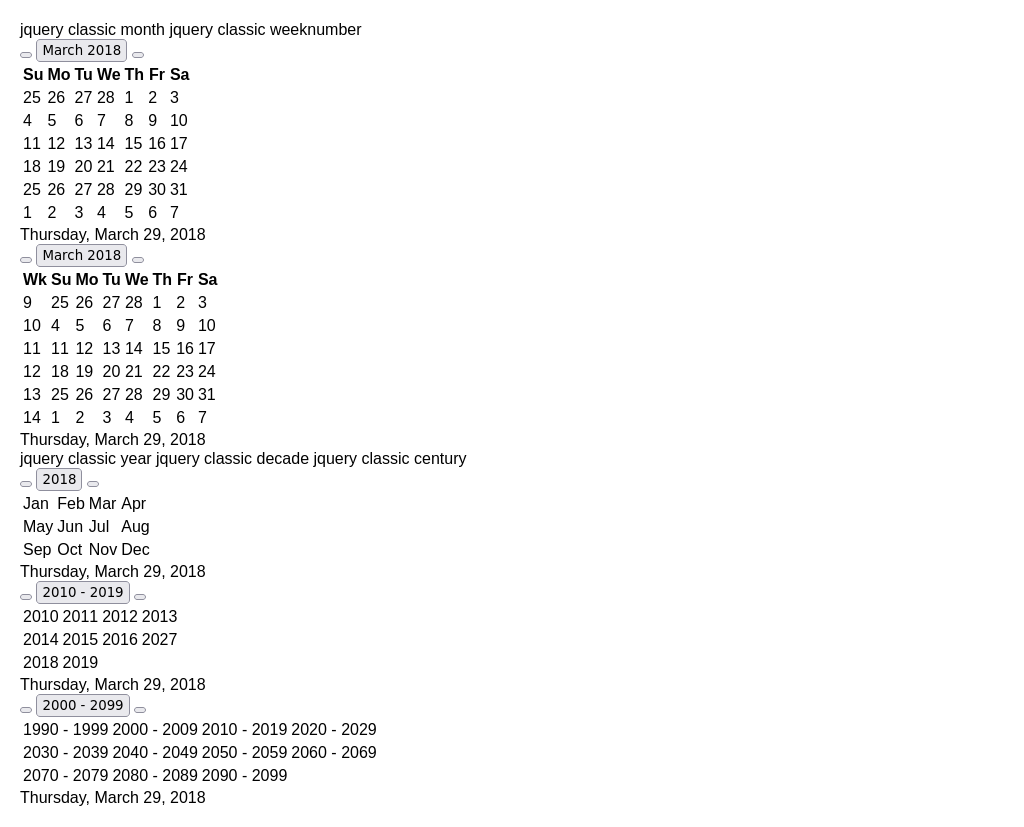 jquery classic month jquery classic weeknumber
March 2018
Su Mo Tu We Th Fr Sa
25 26 27 28 1 2 3
4 5 6 7 8 9 10
11 12 13 14 15 16 17
18 19 20 21 22 23 24
25 26 27 28 29 30 31
1 2 3 4 5 6 7
Thursday, March 29, 2018
March 2018
Wk Su Mo Tu We Th Fr Sa
9 25 26 27 28 1 2 3
10 4 5 6 7 8 9 10
11 11 12 13 14 15 16 17
12 18 19 20 21 22 23 24
13 25 26 27 28 29 30 31
14 1 2 3 4 5 6 7
Thursday, March 29, 2018
jquery classic year jquery classic decade jquery classic century
2018
Jan Feb Mar Apr
May Jun Jul Aug
Sep Oct Nov Dec
Thursday, March 29, 2018
2010 - 2019
2010 2011 2012 2013
2014 2015 2016 2027
2018 2019
Thursday, March 29, 2018
2000 - 2099
1990 - 1999 2000 - 2009 2010 - 2019 2020 - 2029
2030 - 2039 2040 - 2049 2050 - 2059 2060 - 2069
2070 - 2079 2080 - 2089 2090 - 2099
Thursday, March 29, 2018